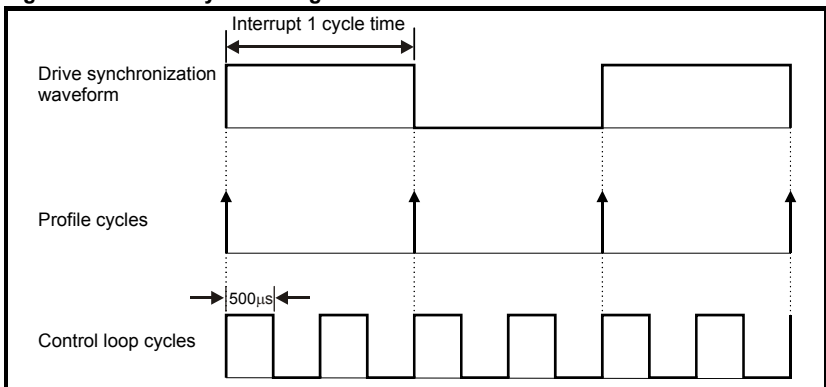 Interrupt 1 cycle time
Drive synchronization
waveform
Profile cycles
500µs
Control loop cycles